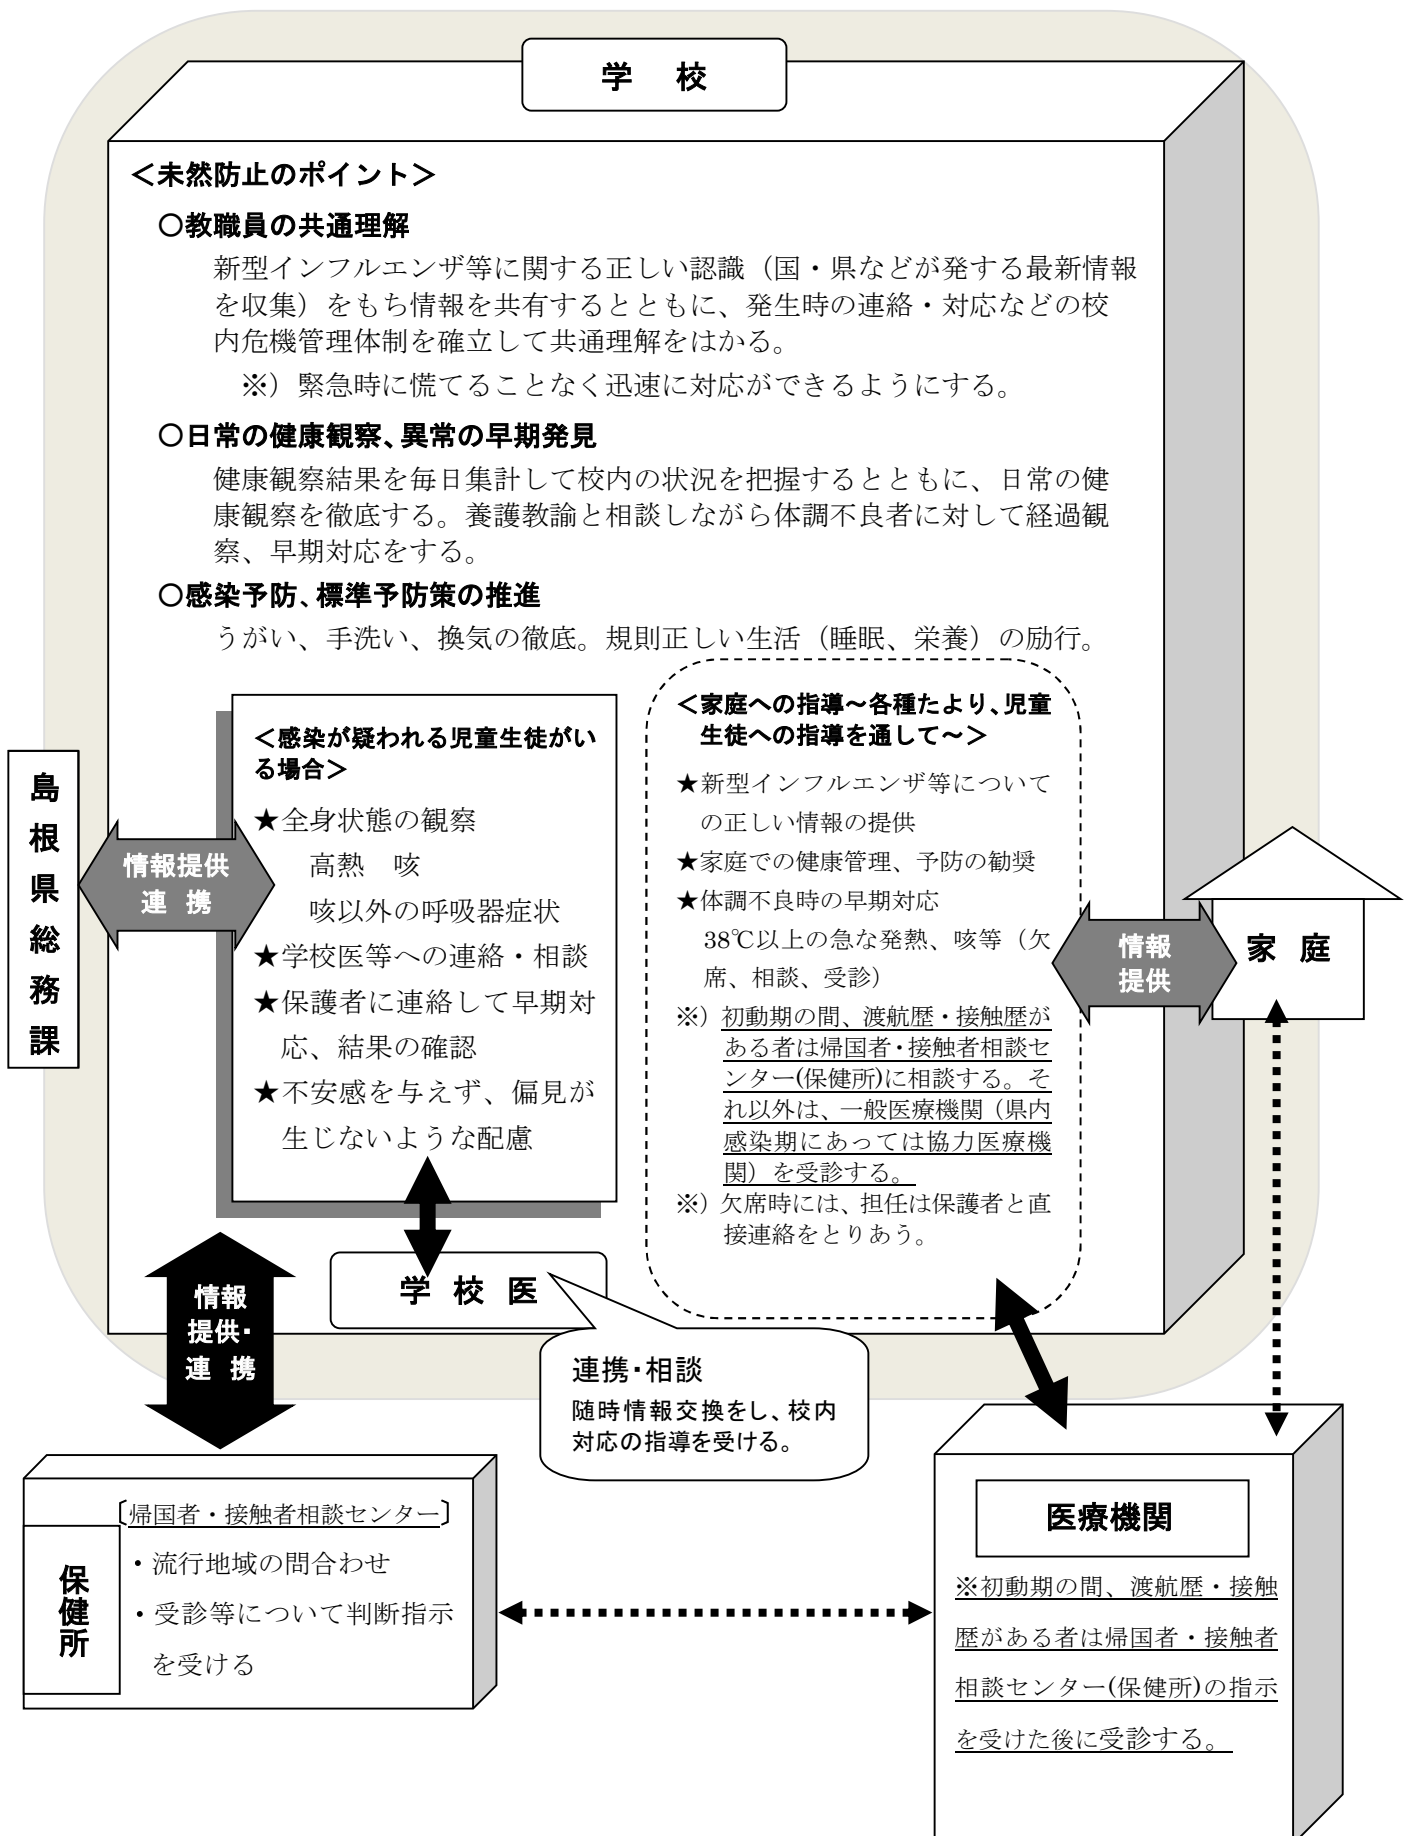 学　校
＜未然防止のポイント＞
○教職員の共通理解
新型インフルエンザ等に関する正しい認識（国・県などが発する最新情報
を収集）をもち情報を共有するとともに、発生時の連絡・対応などの校
内危機管理体制を確立して共通理解をはかる。
※）緊急時に慌てることなく迅速に対応ができるようにする。
○日常の健康観察、異常の早期発見
健康観察結果を毎日集計して校内の状況を把握するとともに、日常の健
康観察を徹底する。養護教諭と相談しながら体調不良者に対して経過観
察、早期対応をする。
○感染予防、標準予防策の推進
うがい、手洗い、換気の徹底。規則正しい生活（睡眠、栄養）の励行。
島根県総務課
情報提供
連　携
＜感染が疑われる児童生徒がい
る場合＞
★全身状態の観察
高熱　咳
咳以外の呼吸器症状
★学校医等への連絡・相談
★保護者に連絡して早期対
応、結果の確認
★不安感を与えず、偏見が
生じないような配慮
＜家庭への指導～各種たより、児童
生徒への指導を通して～＞
★新型インフルエンザ等について
の正しい情報の提供
★家庭での健康管理、予防の勧奨
★体調不良時の早期対応
38℃以上の急な発熱、咳等（欠
席、相談、受診）
※）初動期の間、渡航歴・接触歴が
ある者は帰国者・接触者相談セ
ンター(保健所)に相談する。そ
れ以外は、一般医療機関（県内
感染期にあっては協力医療機
関）を受診する。
※）欠席時には、担任は保護者と直
接連絡をとりあう。
情報
提供
家　庭
学　校　医
連携・相談
随時情報交換をし、校内
対応の指導を受ける。
情報
提供・
連　携
〔帰国者・接触者相談センター〕
保健所
・流行地域の問合わせ
・受診等について判断指示
を受ける
医療機関
※初動期の間、渡航歴・接触
歴がある者は帰国者・接触者
相談センター(保健所)の指示
を受けた後に受診する。